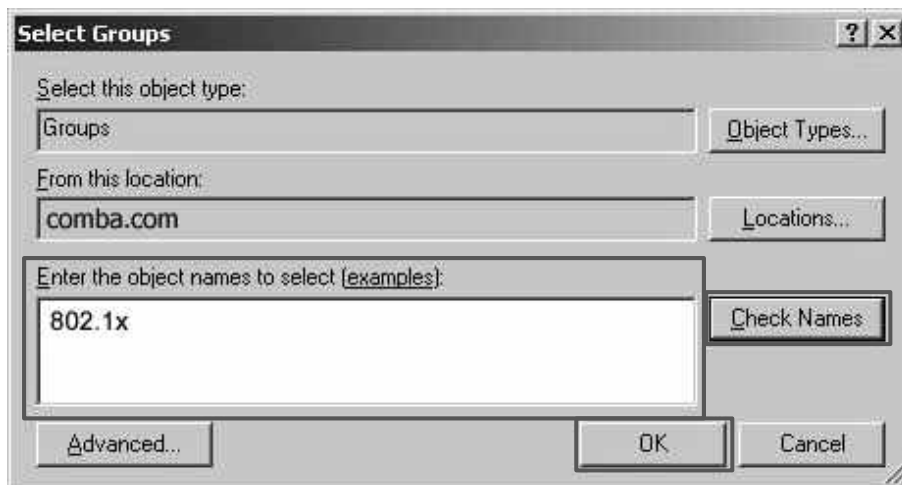 Select Groups
? X
Select this object type:
Groups
Object Types...
From this location:
comba.com
Locations...
Enter the object names to select (examples):
802.1x
Check Names
Advanced...
OK
Cancel